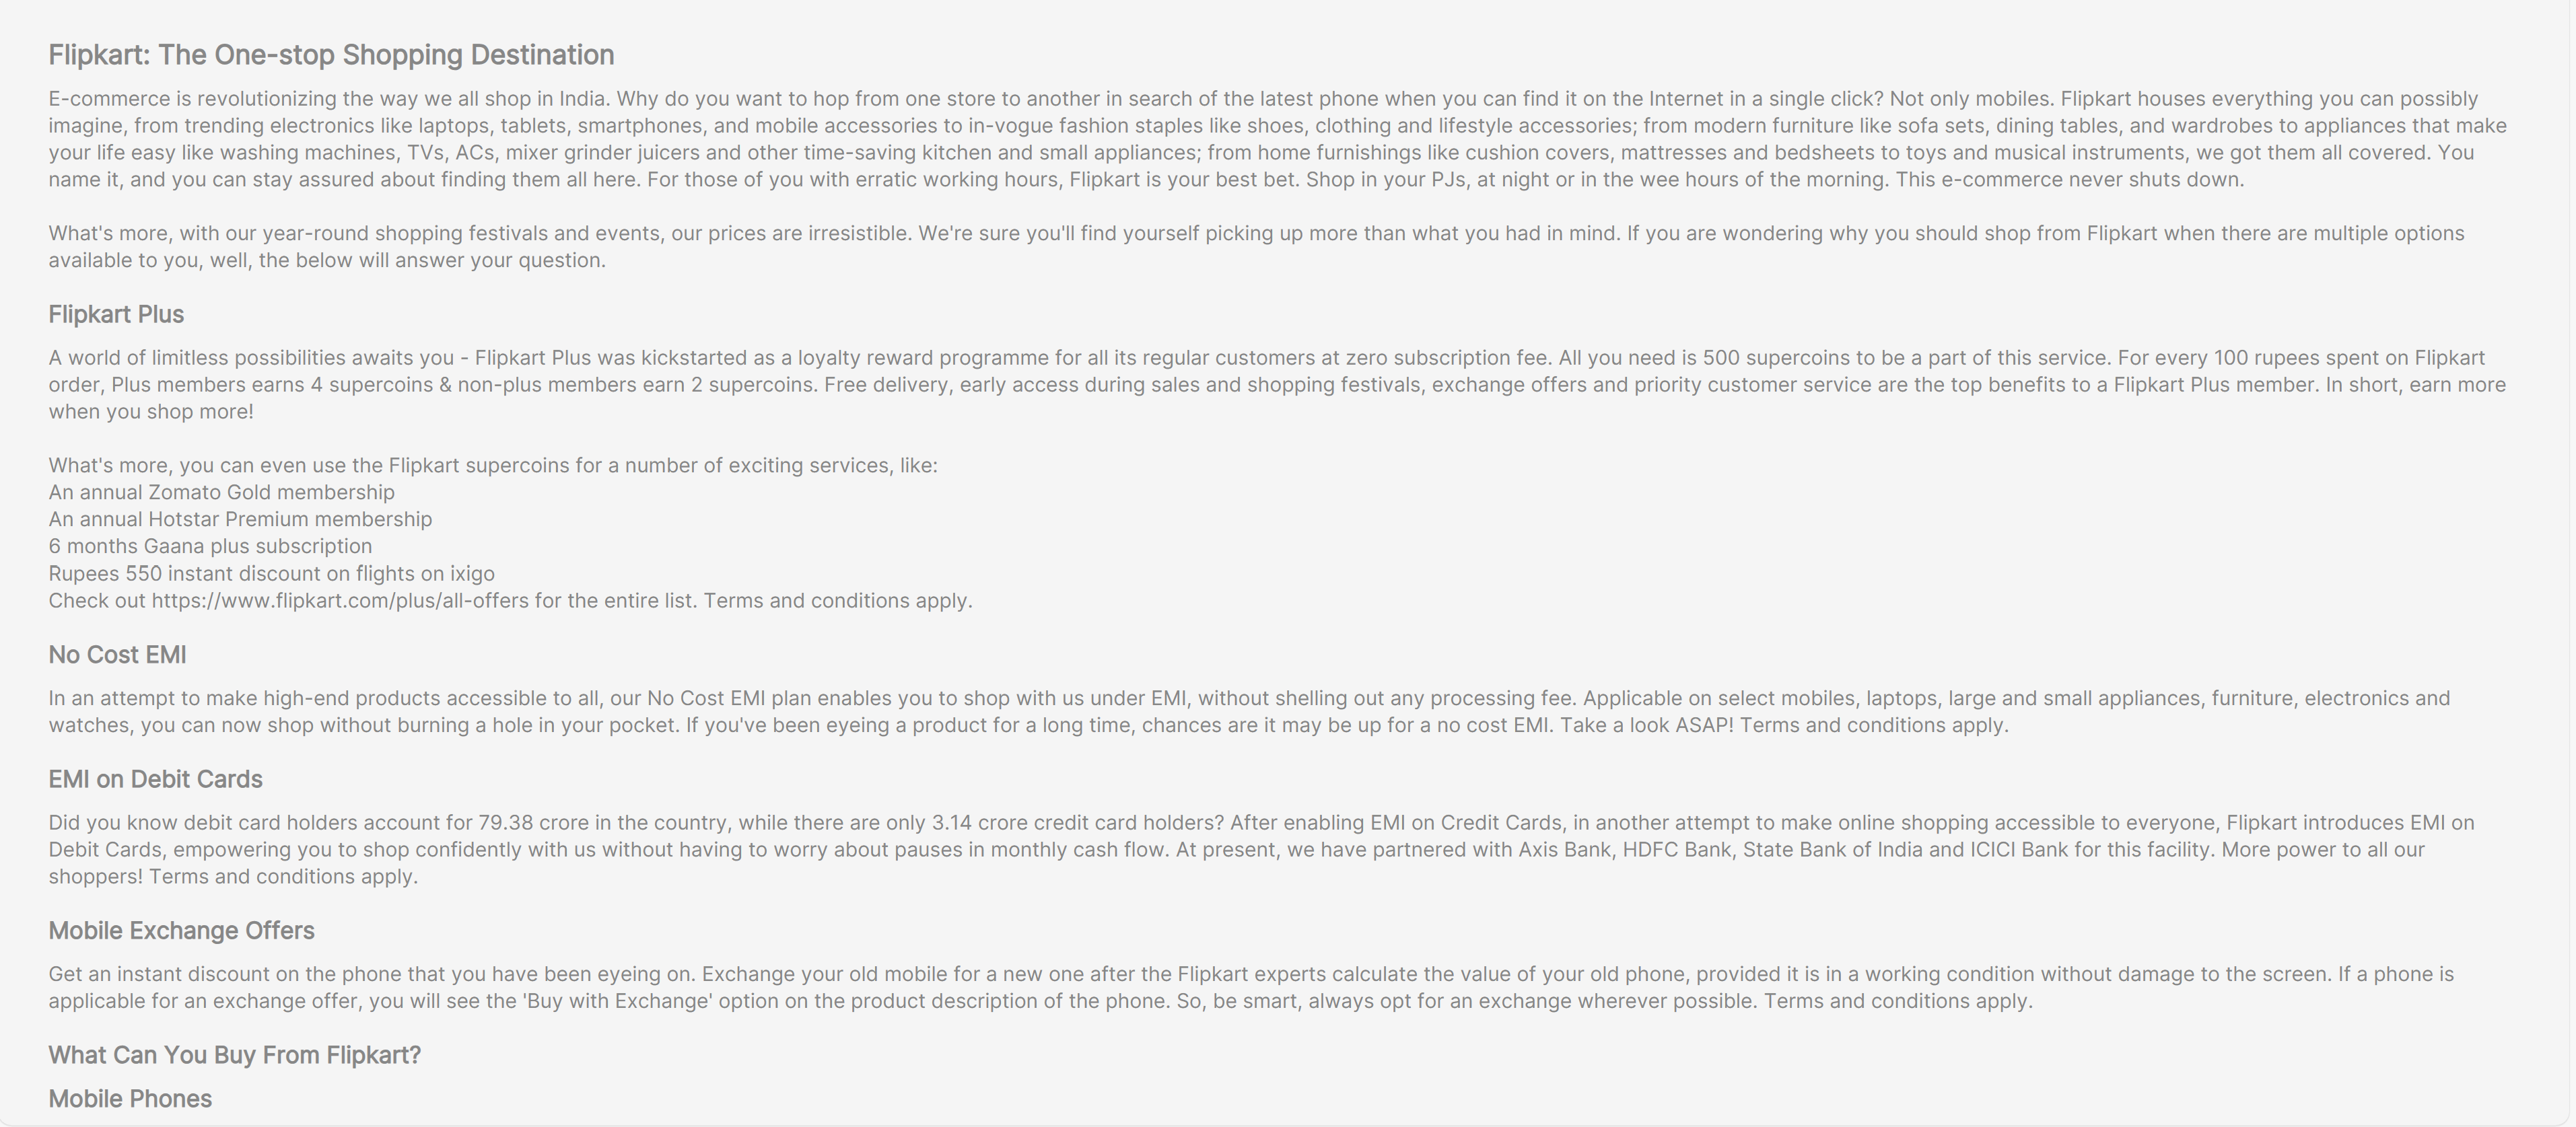 Flipkart: The One-stop Shopping Destination
E-commerce is revolutionizing the way we all shop in India. Why do you want to hop from one store to another in search of the latest phone when you can find it on the Internet in a single click? Not only mobiles. Flipkart houses everything you can possibly
imagine, from trending electronics like laptops, tablets, smartphones, and mobile accessories to in-vogue fashion staples like shoes, clothing and lifestyle accessories; from modern furniture like sofa sets, dining tables, and wardrobes to appliances that make
your life easy like washing machines, TVs, ACs, mixer grinder juicers and other time-saving kitchen and small appliances; from home furnishings like cushion covers, mattresses and bedsheets to toys and musical instruments, we got them all covered. You
name it, and you can stay assured about finding them all here. For those of you with erratic working hours, Flipkart is your best bet. Shop in your PJs, at night or in the wee hours of the morning. This e-commerce never shuts down.
What's more, with our year-round shopping festivals and events, our prices are irresistible. We're sure you'll find yourself picking up more than what you had in mind. If you are wondering why you should shop from Flipkart when there are multiple options
available to you, well, the below will answer your question.
Flipkart Plus
A world of limitless possibilities awaits you - Flipkart Plus was kickstarted as a loyalty reward programme for all its regular customers at zero subscription fee. All you need is 500 supercoins to be a part of this service. For every 100 rupees spent on Flipkart
order, Plus members earns 4 supercoins & non-plus members earn 2 supercoins. Free delivery, early access during sales and shopping festivals, exchange offers and priority customer service are the top benefits to a Flipkart Plus member. In short, earn more
when you shop more!
What's more, you can even use the Flipkart supercoins for a number of exciting services, like:
An annual Zomato Gold membership
An annual Hotstar Premium membership
6 months Gaana plus subscription
Rupees 550 instant discount on flights on ixigo
Check out https://www.flipkart.com/plus/all-offers for the entire list. Terms and conditions apply.
No Cost EMI
In an attempt to make high-end products accessible to all, our No Cost EMI plan enables you to shop with us under EMI, without shelling out any processing fee. Applicable on select mobiles, laptops, large and small appliances, furniture, electronics and
watches, you can now shop without burning a hole in your pocket. If you've been eyeing a product for a long time, chances are it may be up for a no cost EMI. Take a look ASAP! Terms and conditions apply.
EMI on Debit Cards
Did you know debit card holders account for 79.38 crore in the country, while there are only 3.14 crore credit card holders? After enabling EMI on Credit Cards, in another attempt to make online shopping accessible to everyone, Flipkart introduces EMI on
Debit Cards, empowering you to shop confidently with us without having to worry about pauses in monthly cash flow. At present, we have partnered with Axis Bank, HDFC Bank, State Bank of India and ICICI Bank for this facility. More power to all our
shoppers! Terms and conditions apply.
Mobile Exchange Offers
Get an instant discount on the phone that you have been eyeing on. Exchange your old mobile for a new one after the Flipkart experts calculate the value of your old phone, provided it is in a working condition without damage to the screen. If a phone is
applicable for an exchange offer, you will see the 'Buy with Exchange' option on the product description of the phone. So, be smart, always opt for an exchange wherever possible. Terms and conditions apply.
What Can You Buy From Flipkart?
Mobile Phones